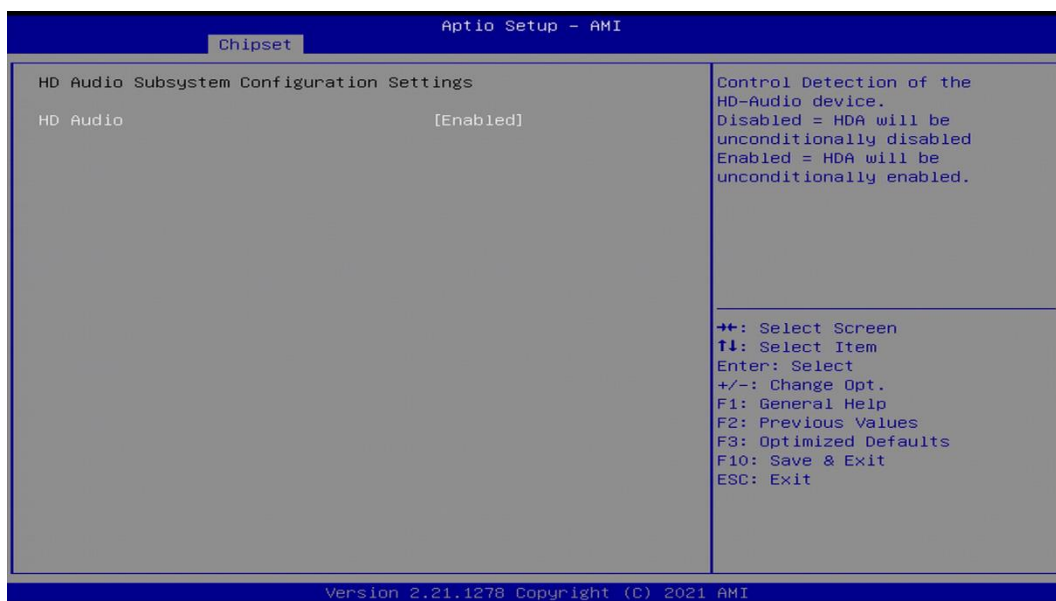 Aptio Setup - AMI
Chipset
HD Audio Subsystem Configuration Settings
HD Audio [Enabled]
Control Detection of the
HD-Audio device.
Disabled = HDA will be
unconditionally disabled
Enabled = HDA will be
unconditionally enabled.
→←: Select Screen
↑↓: Select Item
Enter: Select
+/-: Change Opt.
F1: General Help
F2: Previous Values
F3: Optimized Defaults
F10: Save & Exit
ESC: Exit
Version 2.21.1278 Copyright (C) 2021 AMI